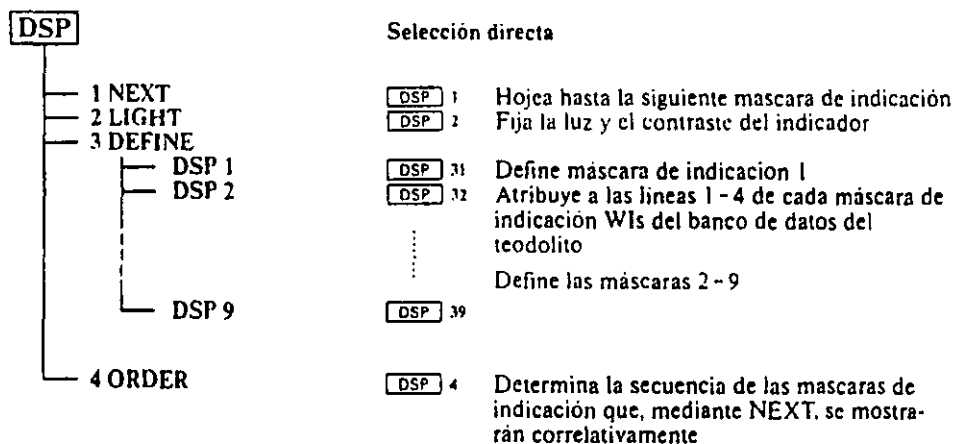 DSP
Selección directa
1 NEXT DSP 1 Hojea hasta la siguiente mascara de indicación
2 LIGHT DSP 2 Fija la luz y el contraste del indicador
3 DEFINE
DSP 1 DSP 31 Define máscara de indicacion 1
DSP 2 DSP 32 Atribuye a las lineas 1 - 4 de cada máscara de
indicación WIs del banco de datos del
teodolito
Define las máscaras 2 - 9
DSP 9 DSP 39
4 ORDER DSP 4 Determina la secuencia de las mascaras de
indicación que, mediante NEXT, se mostra-
rán correlativamente